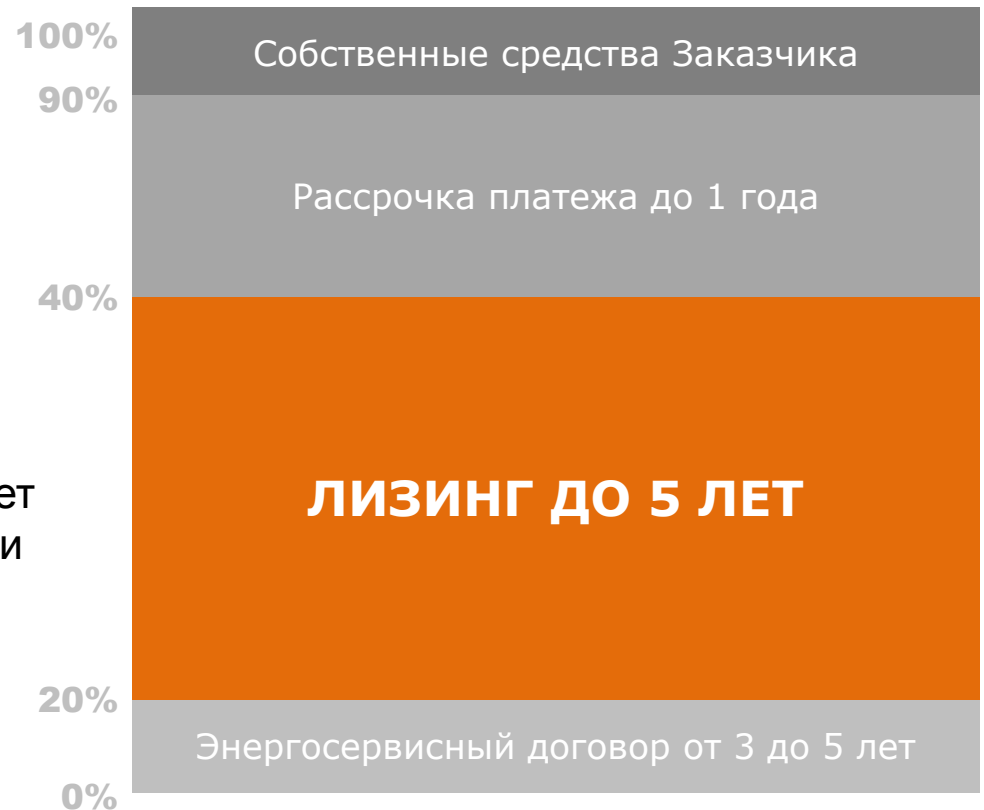 100%
Собственные средства Заказчика
90%
Рассрочка платежа до 1 года
40%
ет
и
ЛИЗИНГ ДО 5 ЛЕТ
20%
Энергосервисный договор от 3 до 5 лет
0%